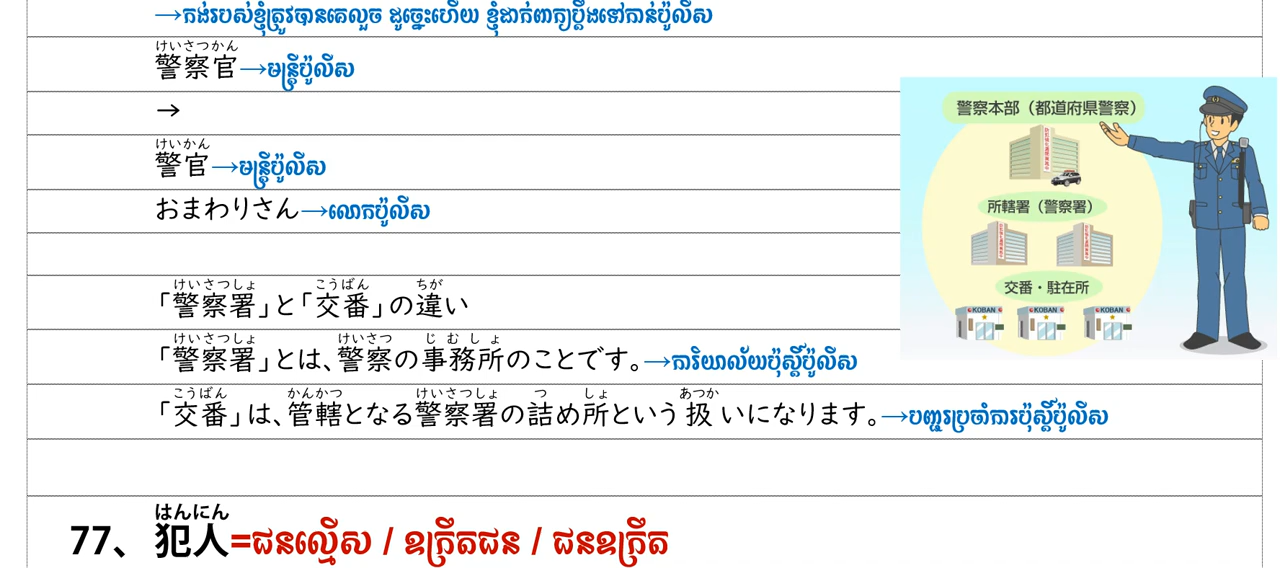 →កង់របស់ខ្ញុំត្រូវបានគេលួច ដូច្នេះហើយ ខ្ញុំដាក់ពាក្យប្ដឹងទៅកាន់ប៉ូលីស
けいさつかん
警察官→មន្ត្រីប៉ូលីស
→
けいかん
警官→មន្ត្រីប៉ូលីស
おまわりさん→លោកប៉ូលីស
けいさつしょ こうばん ちが
「警察署」と「交番」の違い
けいさつしょ けいさつ じむしょ
「警察署」とは、警察の事務所のことです。→ការិយាល័យប៉ុស្តិ៍ប៉ូលីស
こうばん かんかつ けいさつしょ つ しょ あつか
「交番」は、管轄となる警察署の詰め所という扱いになります。→បញ្ជរប្រចាំការប៉ុស្តិ៍ប៉ូលីស
はんにん
77、犯人=ជនល្មើស / ឧក្រិតជន / ជនឧក្រិត
警察本部（都道府県警察）
所轄署（警察署）
交番・駐在所
KOBAN KOBAN KOBAN